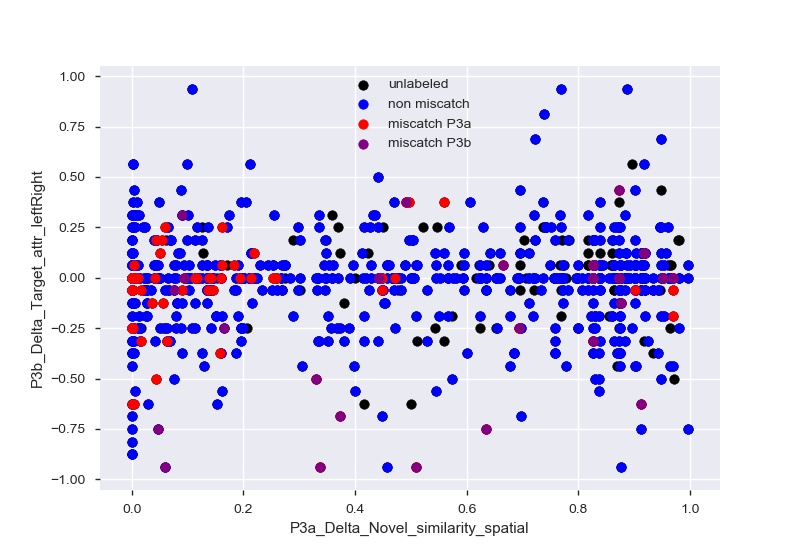 1.00
0.75
0.50
0.25
0.00
−0.25
−0.50
−0.75
−1.00
P3b_Delta_Target_attr_leftRight
unlabeled
non miscatch
miscatch P3a
miscatch P3b
0.0 0.2 0.4 0.6 0.8 1.0
P3a_Delta_Novel_similarity_spatial